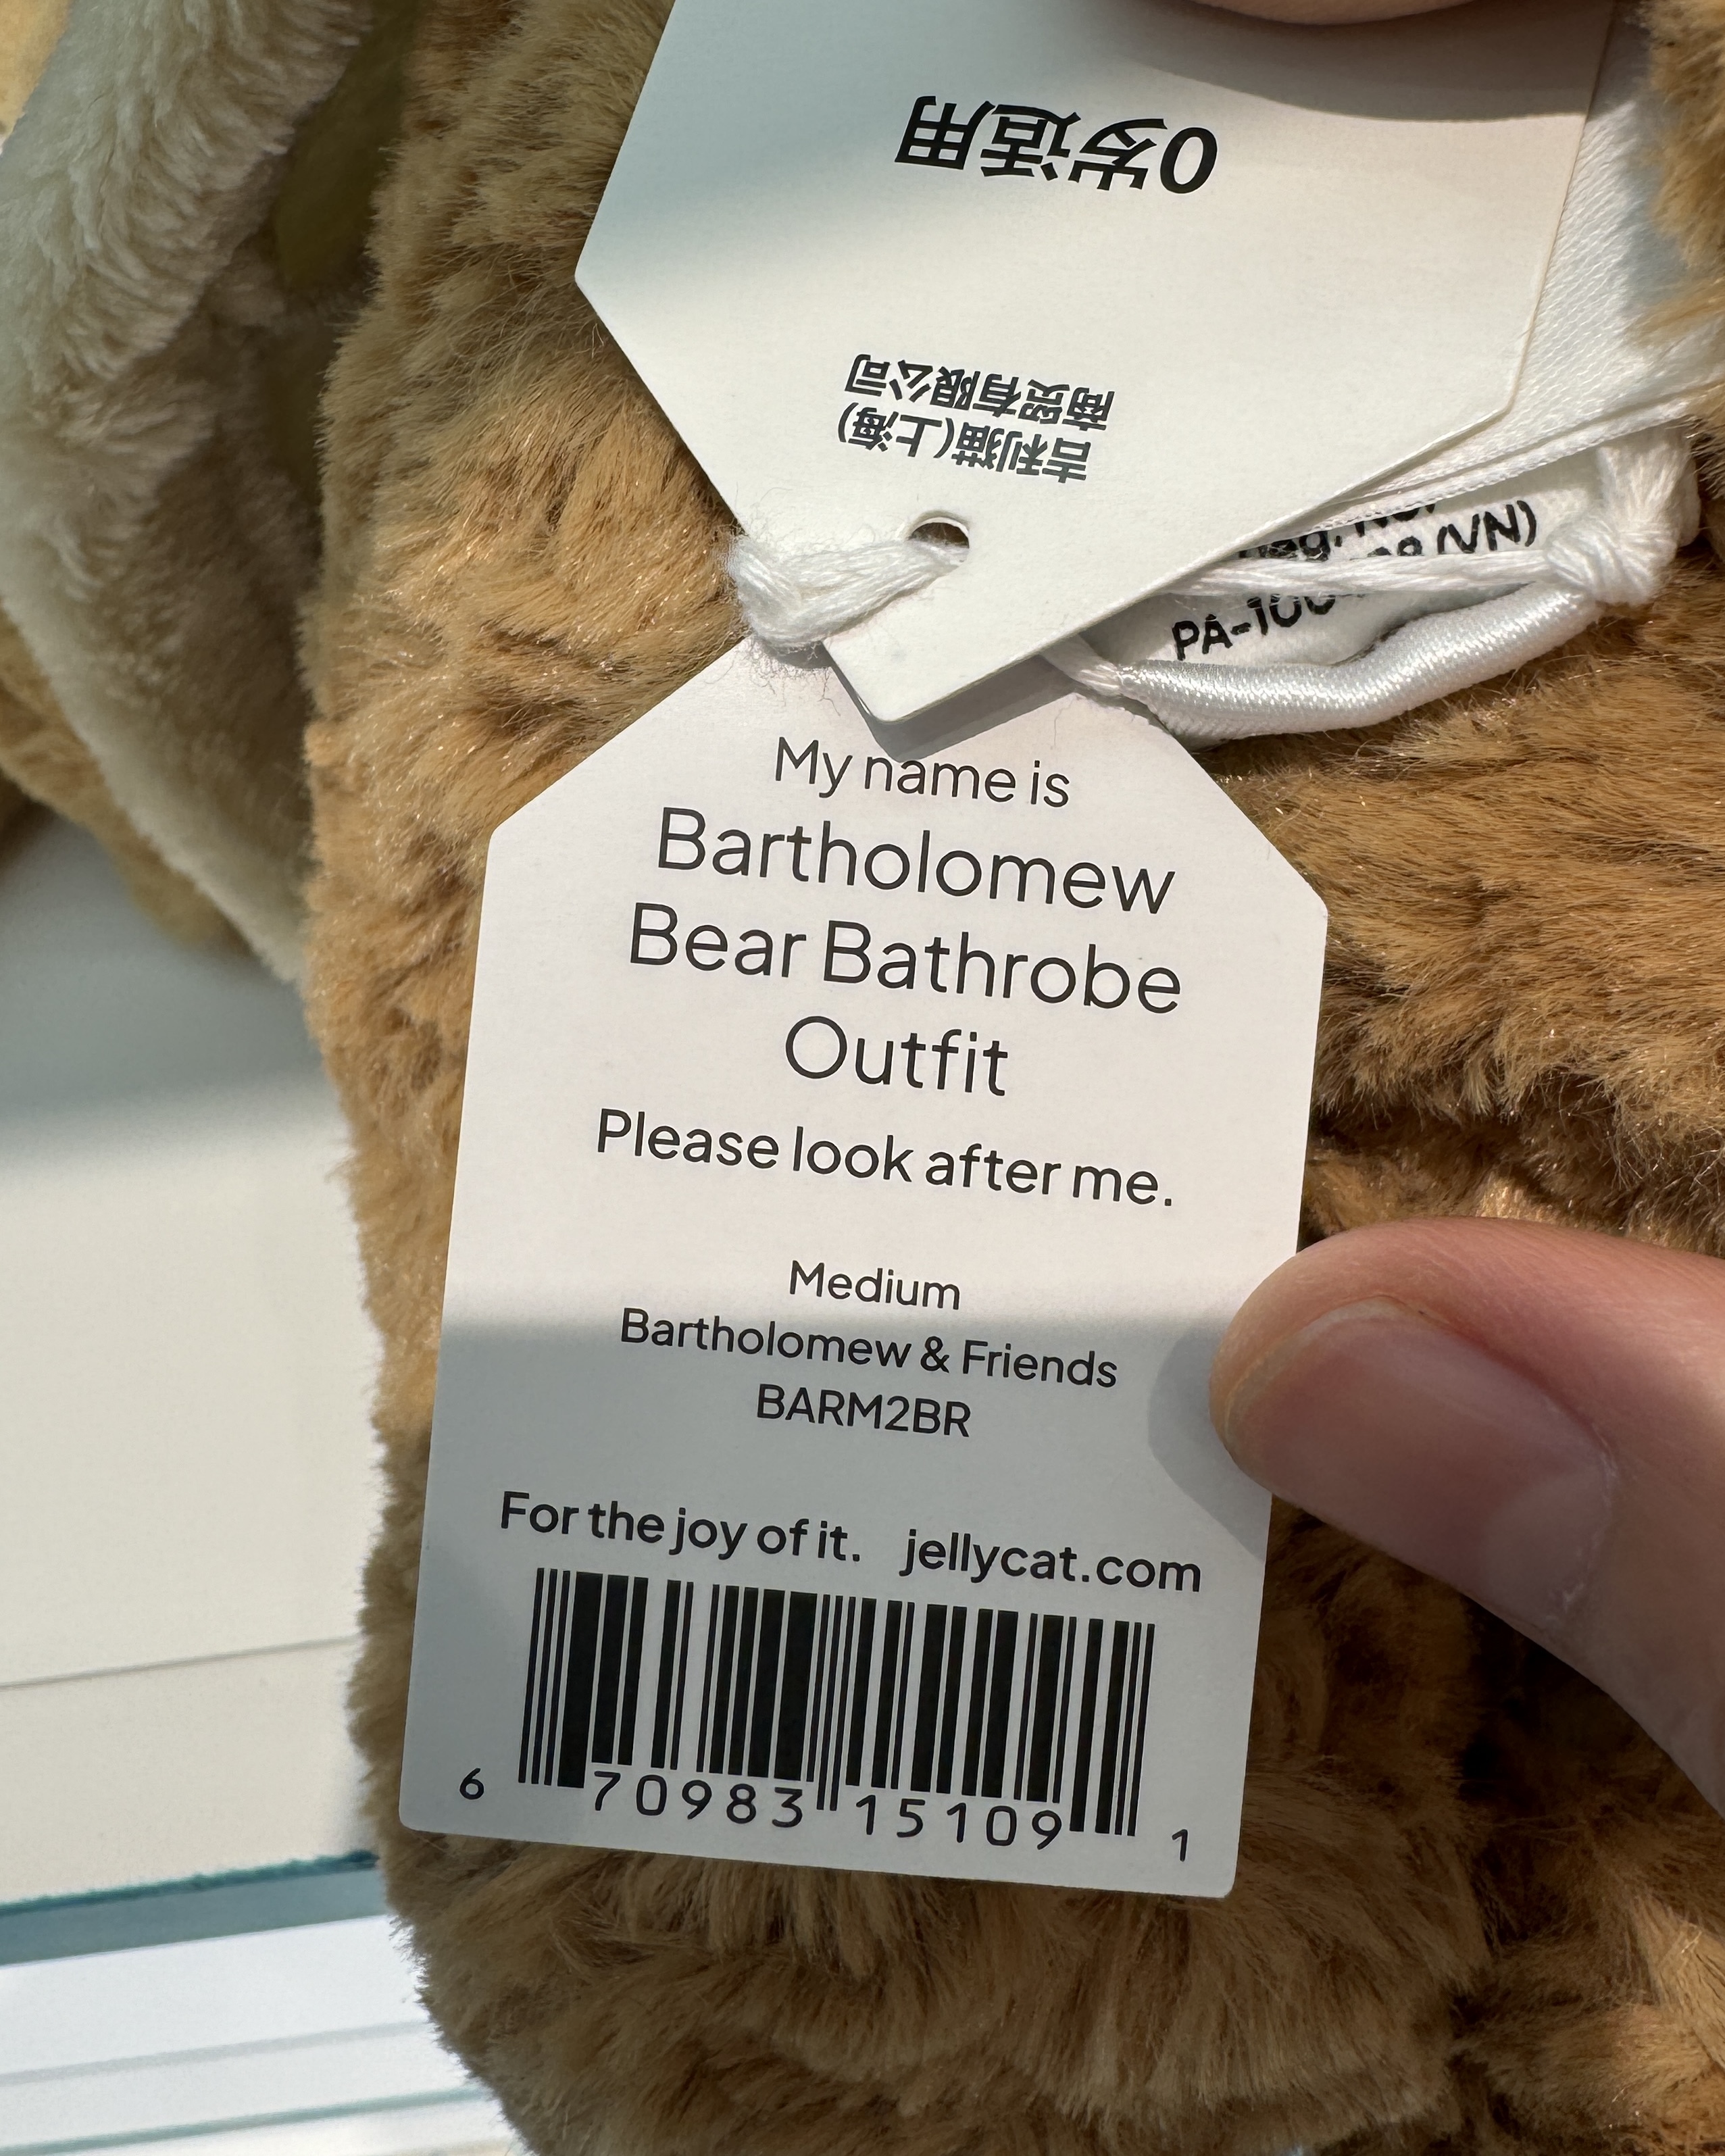 0岁适用
吉利猫(上海)
商贸有限公司
(VN)
My name is
Bartholomew
Bear Bathrobe
Outfit
Please look after me.
Medium
Bartholomew & Friends
BARM2BR
For the joy of it. jellycat.com
6 70983 15109 1